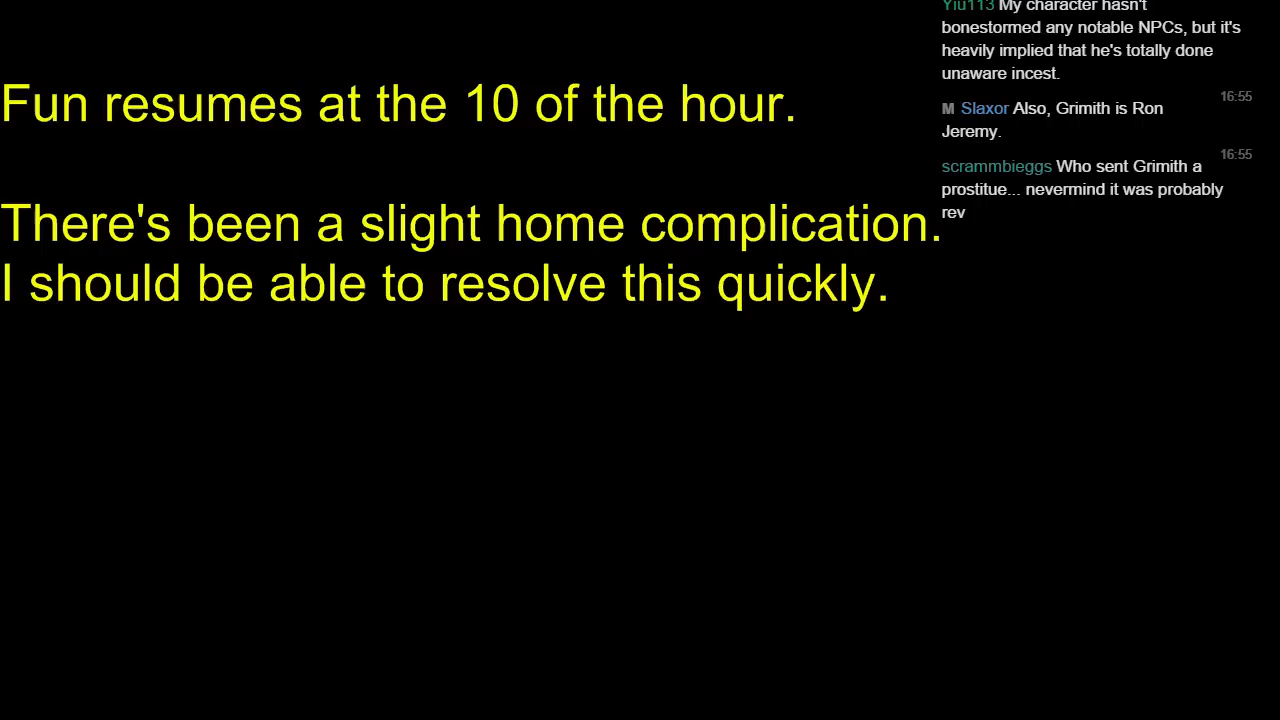 Fun resumes at the 10 of the hour.
There's been a slight home complication.
I should be able to resolve this quickly.
Yiu113 My character hasn't
bonestormed any notable NPCs, but it's
heavily implied that he's totally done
unaware incest.
16:55
M Slaxor Also, Grimith is Ron
Jeremy.
16:55
scrammbieggs Who sent Grimith a
prostitue... nevermind it was probably
rev